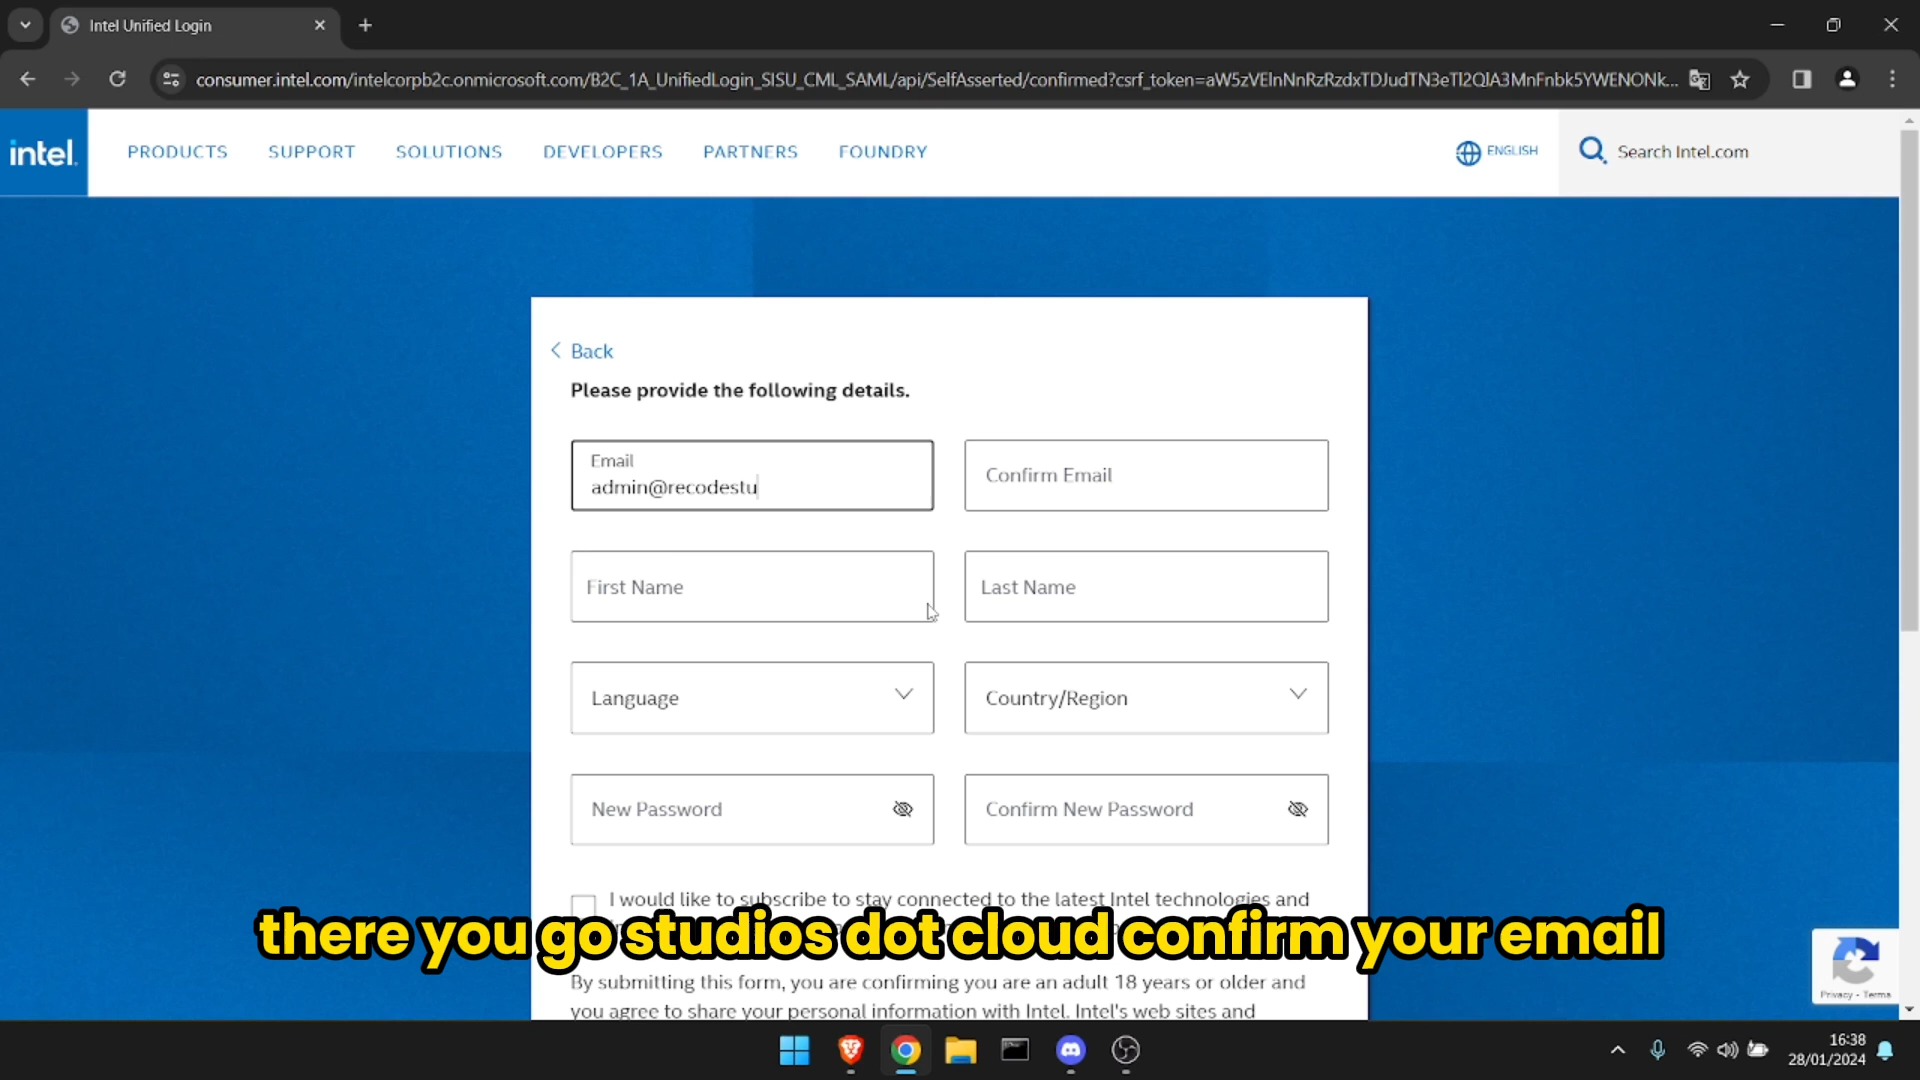 Intel Unified Login
consumer.intel.com/intelcorpb2c.onmicrosoft.com/B2C_1A_UnifiedLogin_SISU_CML_SAML/api/SelfAsserted/confirmed?csrf_token=
intel.
PRODUCTS
SUPPORT
SOLUTIONS
DEVELOPERS
PARTNERS
FOUNDRY
ENGLISH
Search Intel.com
Back
Please provide the following details.
Email
admin@recodestu
Confirm Email
First Name
Last Name
Language
Country/Region
New Password
Confirm New Password
I would like to subscribe to stay connected to the latest Intel technologies and
there you go studios dot cloud confirm your email
By submitting this form, you are confirming you are an adult 18 years or older and
you agree to share your personal information with Intel. Intel's web sites and
Privacy - Terms
16:38
28/01/2024